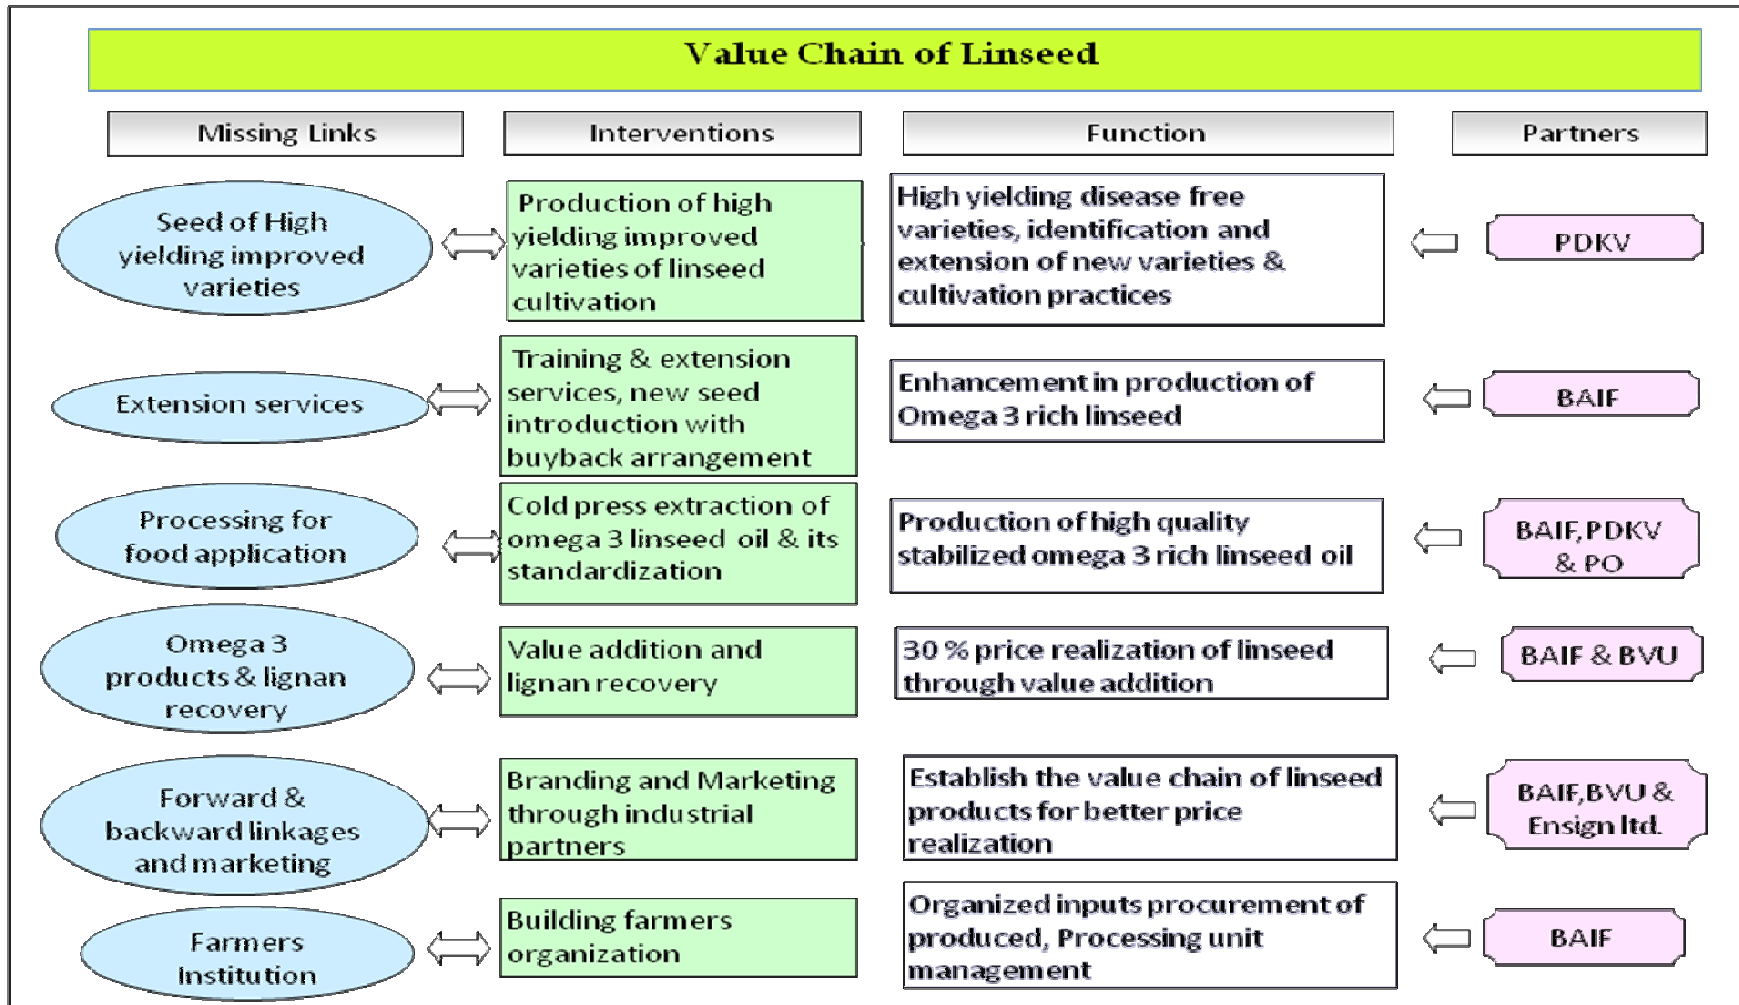 Value Chain of Linseed
Missing Links
Interventions
Function
Partners
Seed of High
yielding improved
varieties
Production of high
yielding improved
varieties of linseed
cultivation
High yielding disease free
varieties, identification and
extension of new varieties &
cultivation practices
PDKV
Extension services
Training & extension
services, new seed
introduction with
buyback arrangement
Enhancement in production of
Omega 3 rich linseed
BAIF
Processing for
food application
Cold press extraction of
omega 3 linseed oil & its
standardization
Production of high quality
stabilized omega 3 rich linseed oil
BAIF,PDKV
& PO
Omega 3
products & lignan
recovery
Value addition and
lignan recovery
30 % price realization of linseed
through value addition
BAIF & BVU
Forward &
backward linkages
and marketing
Branding and Marketing
through industrial
partners
Establish the value chain of linseed
products for better price
realization
BAIF,BVU &
Ensign ltd.
Farmers
Institution
Building farmers
organization
Organized inputs procurement of
produced, Processing unit
management
BAIF